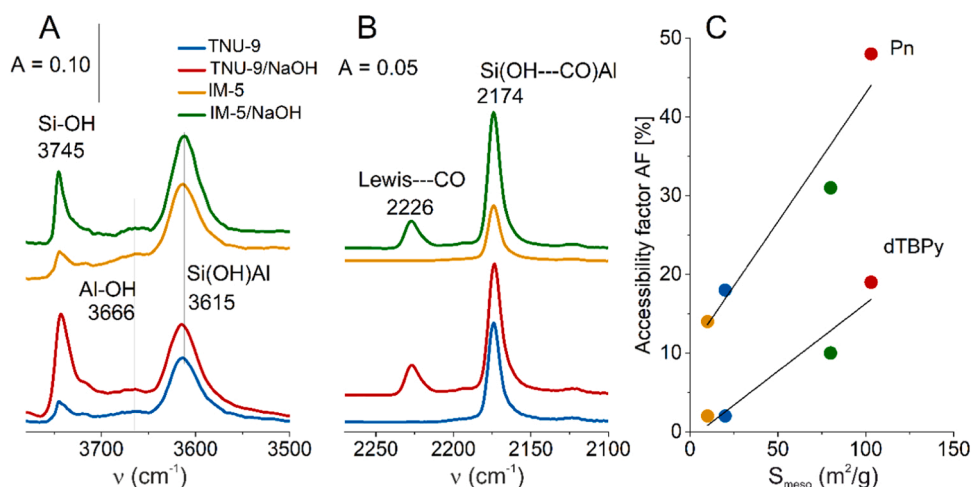 A
A = 0.10
TNU-9
TNU-9/NaOH
IM-5
IM-5/NaOH
Si-OH
3745
Al-OH
3666
Si(OH)Al
3615
3700
3600
3500
ν (cm⁻¹)
B
A = 0.05
Si(OH---CO)Al
2174
Lewis---CO
2226
2250
2200
2150
2100
ν (cm⁻¹)
C
Pn
dTBPy
Accessibility factor AF [%]
50
40
30
20
10
0
0
50
100
150
Sₘₑₛₒ (m²/g)